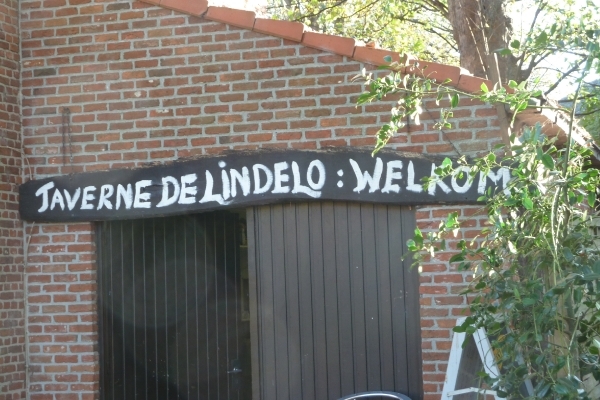 TAVERNE DE LINDELO : WELKOM